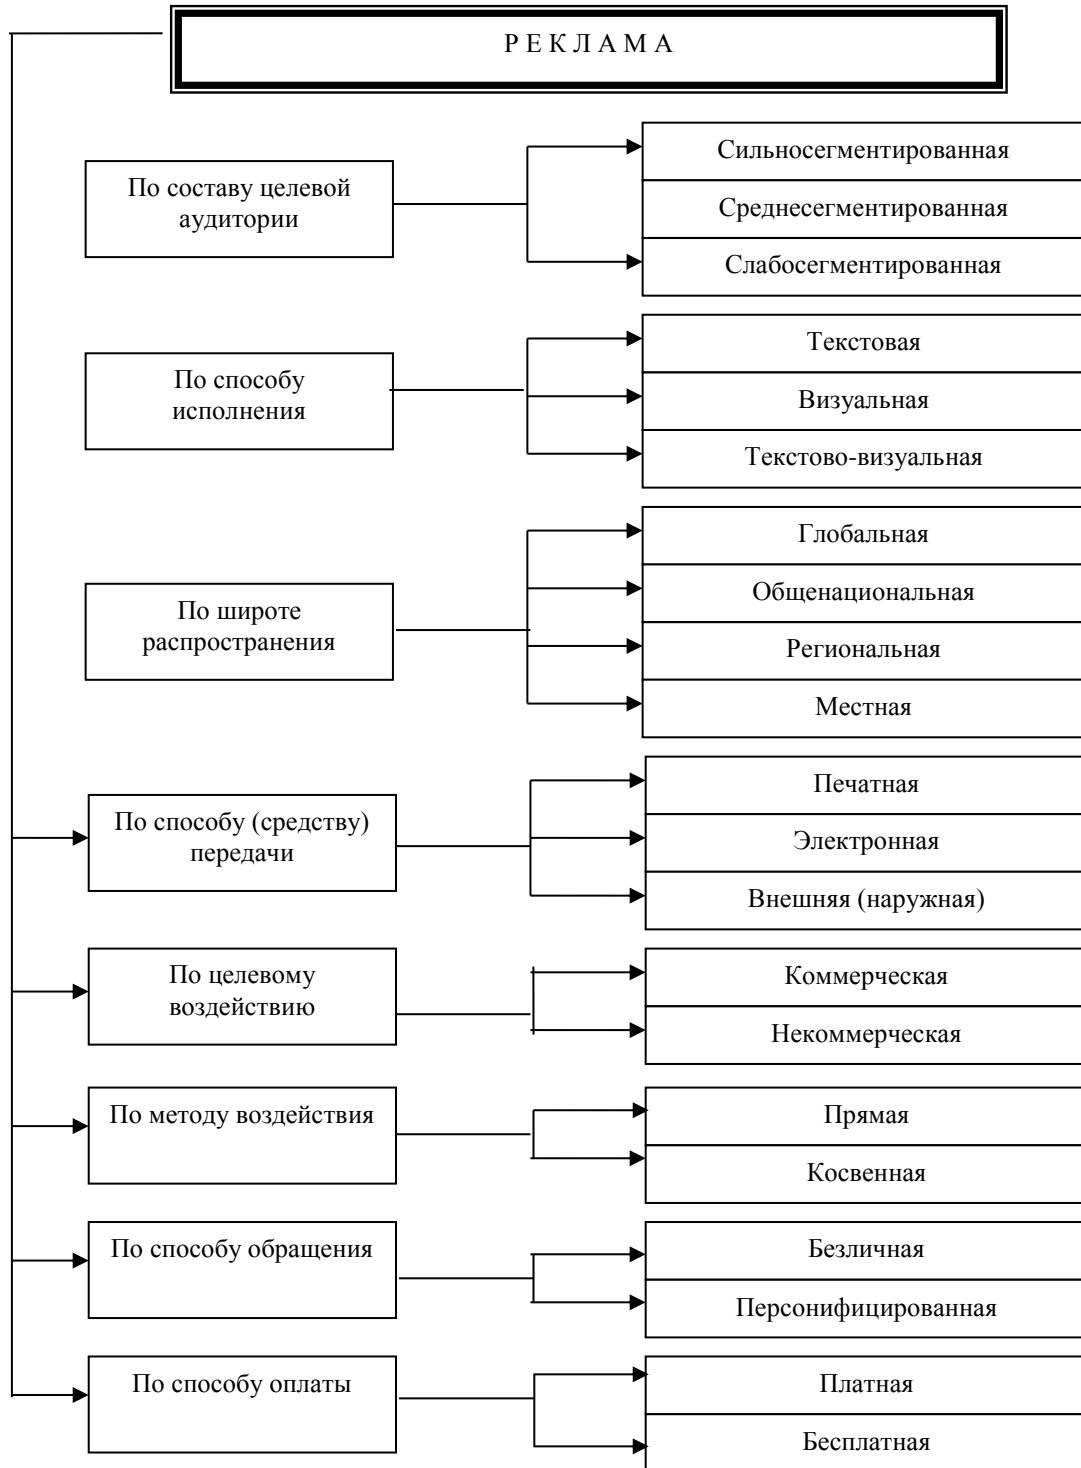 Р Е К Л А М А
По составу целевой
аудитории
Сильносегментированная
Среднесегментированная
Слабосегментированная
По способу
исполнения
Текстовая
Визуальная
Текстово-визуальная
По широте
распространения
Глобальная
Общенациональная
Региональная
Местная
По способу (средству)
передачи
Печатная
Электронная
Внешняя (наружная)
По целевому
воздействию
Коммерческая
Некоммерческая
По методу воздействия
Прямая
Косвенная
По способу обращения
Безличная
Персонифицированная
По способу оплаты
Платная
Бесплатная